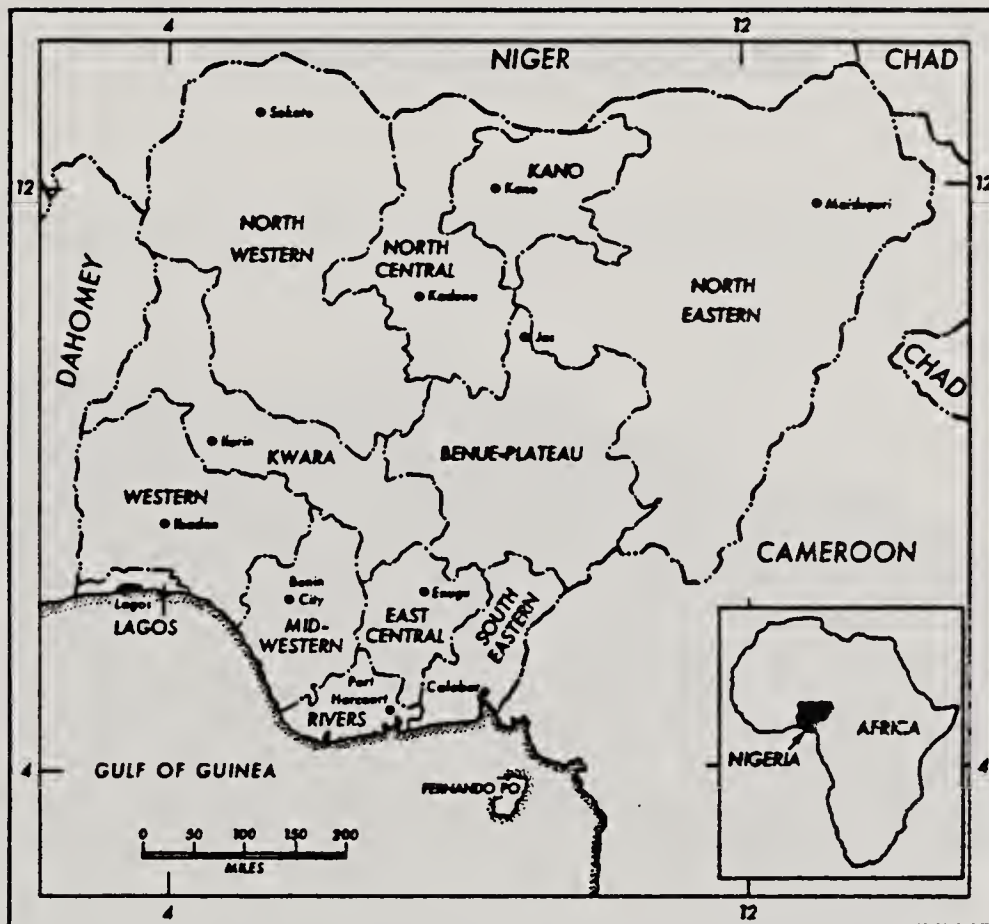 4
12
NIGER
CHAD
Sokoto
KANO
12
Kano
12
Maiduguri
NORTH
WESTERN
NORTH
CENTRAL
Kaduna
NORTH
EASTERN
DAHOMEY
Jos
CHAD
Ilorin
KWARA
BENUE-PLATEAU
WESTERN
Ibadan
CAMEROON
Benin
City
Enugu
Lagos
LAGOS
MID-
WESTERN
EAST
CENTRAL
SOUTH
EASTERN
Port
Harcourt
Calabar
RIVERS
AFRICA
NIGERIA
4
GULF OF GUINEA
4
FERNANDO PO
0 50 100 150 200
MILES
4
12